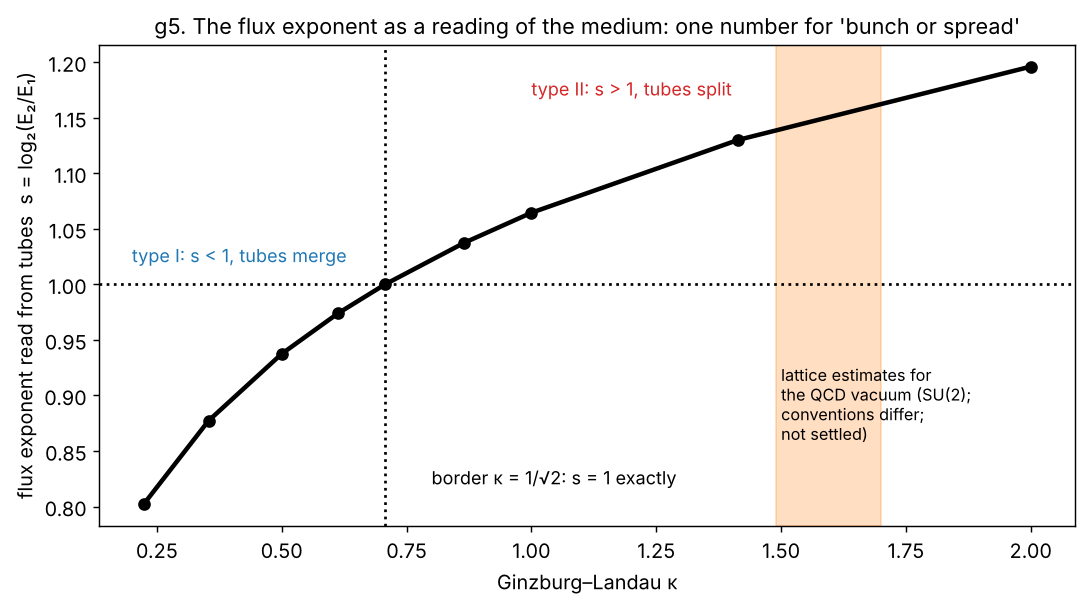 g5. The flux exponent as a reading of the medium: one number for 'bunch or spread'
flux exponent read from tubes  s = log₂(E₂/E₁)
1.20
1.15
1.10
1.05
1.00
0.95
0.90
0.85
0.80
type II: s > 1, tubes split
type I: s < 1, tubes merge
lattice estimates for
the QCD vacuum (SU(2);
conventions differ;
not settled)
border κ = 1/√2: s = 1 exactly
0.25 0.50 0.75 1.00 1.25 1.50 1.75 2.00
Ginzburg–Landau κ